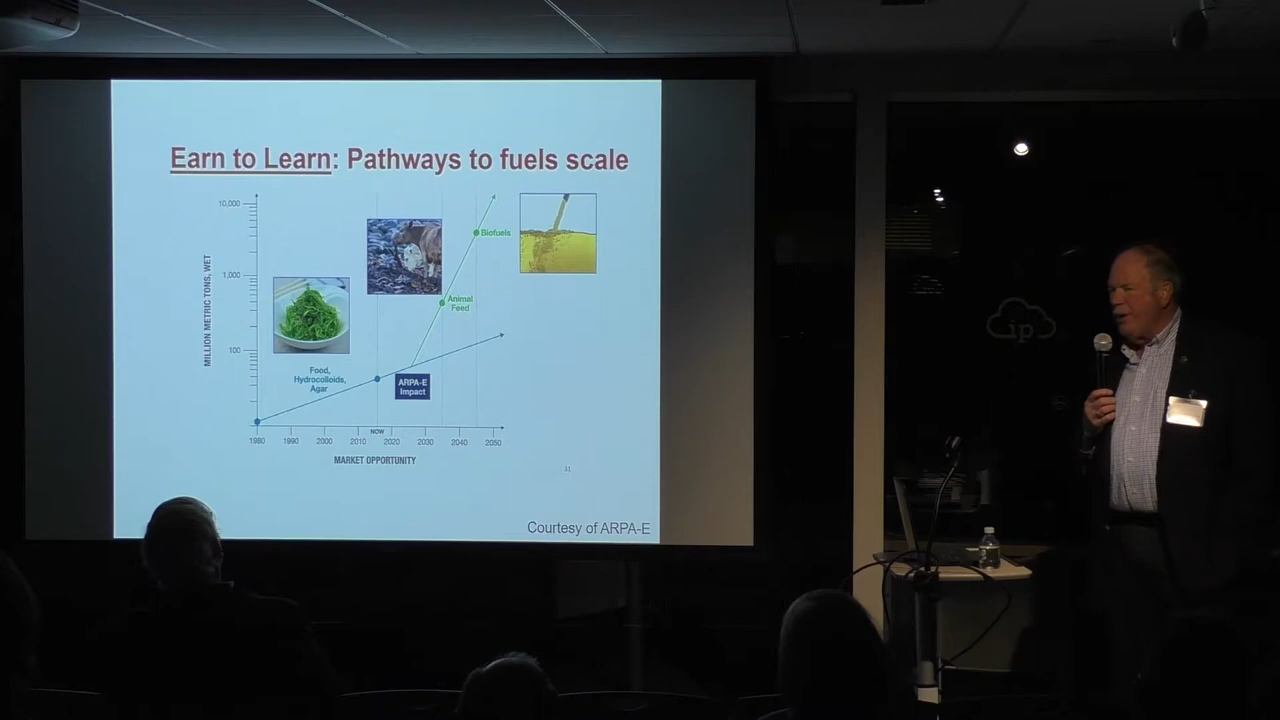 Earn to Learn: Pathways to fuels scale
10,000
1,000
100
MILLION METRIC TONS, WET
Biofuels
Animal
Feed
Food,
Hydrocolloids,
Agar
ARPA-E
Impact
NOW
1980 1990 2000 2010 2020 2030 2040 2050
MARKET OPPORTUNITY
31
Courtesy of ARPA-E
ip